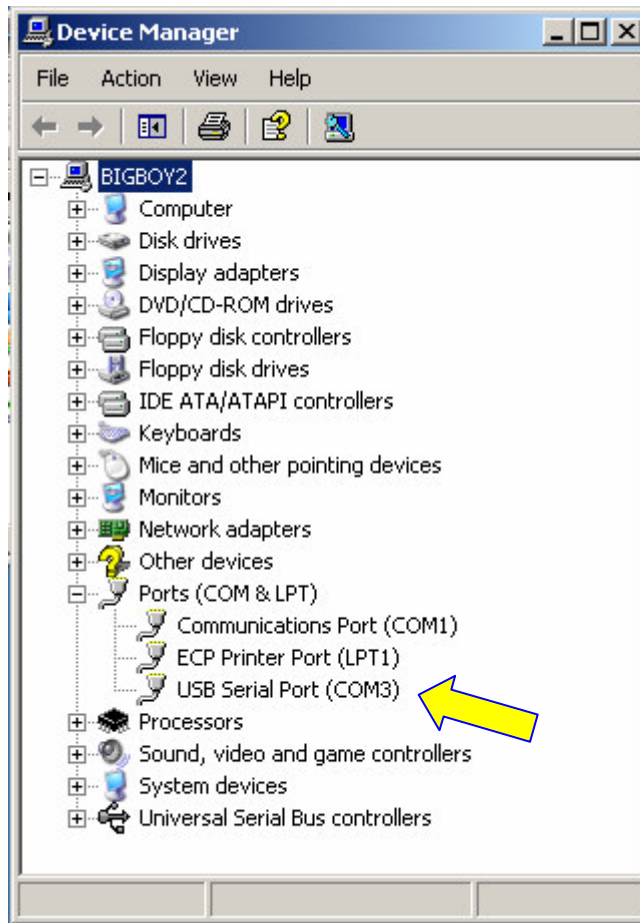 Device Manager
File Action View Help
BIGBOY2
Computer
Disk drives
Display adapters
DVD/CD-ROM drives
Floppy disk controllers
Floppy disk drives
IDE ATA/ATAPI controllers
Keyboards
Mice and other pointing devices
Monitors
Network adapters
Other devices
Ports (COM & LPT)
Communications Port (COM1)
ECP Printer Port (LPT1)
USB Serial Port (COM3)
Processors
Sound, video and game controllers
System devices
Universal Serial Bus controllers